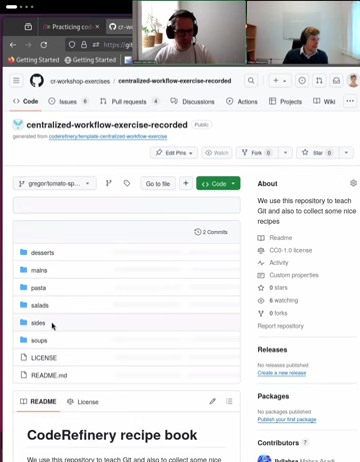 Practicing cod
cr-w
https://gi
Getting Started
Getting Started
cr-workshop-exercises / centralized-workflow-exercise-recorded
Code
Issues 6
Pull requests 4
Discussions
Actions
Projects
Wiki
centralized-workflow-exercise-recorded Public
generated from coderefinery/template-centralized-workflow-exercise
Edit Pins
Watch
Fork 0
Star 0
gregor/tomato-sp...
Go to file
Code
2 Commits
desserts
mains
pasta
salads
sides
soups
LICENSE
README.md
README
License
CodeRefinery recipe book
We use this repository to teach Git and also to collect some nice
About
We use this repository to teach
Git and also to collect some nice
recipes
Readme
CC0-1.0 license
Activity
Custom properties
0 stars
6 watching
0 forks
Report repository
Releases
No releases published
Create a new release
Packages
No packages published
Publish your first package
Contributors 7